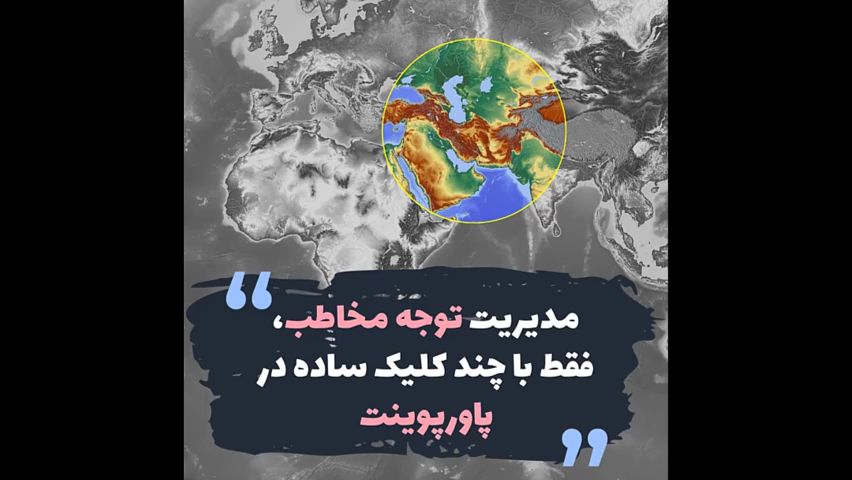 مدیریت توجه مخاطب،
فقط با چند کلیک ساده در
پاورپوینت